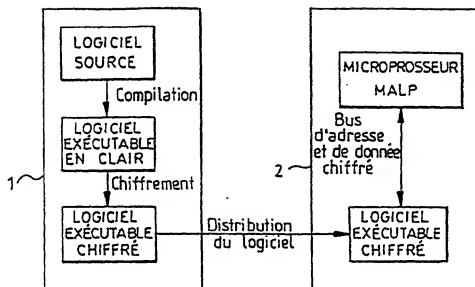 LOGICIEL
SOURCE
Compilation
LOGICIEL
EXÉCUTABLE
EN CLAIR
1
Chiffrement
LOGICIEL
EXÉCUTABLE
CHIFFRÉ
Distribution
du logiciel
MICROPROSSEUR
MALP
Bus
d'adresse
et de donnée
chiffré
2
LOGICIEL
EXÉCUTABLE
CHIFFRÉ